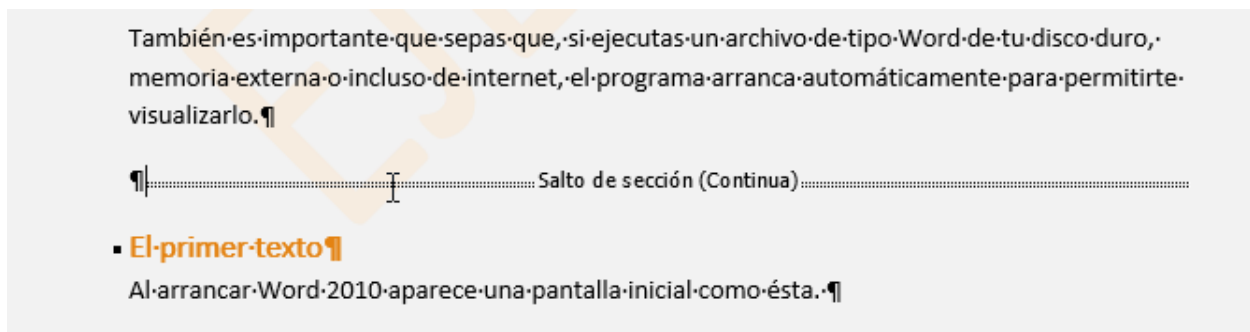 También·es·importante·que·sepas·que,·si·ejecutas·un·archivo·de·tipo·Word·de·tu·disco·duro,·
memoria·externa·o·incluso·de·internet,·el·programa·arranca·automáticamente·para·permitirte·
visualizarlo.¶
¶ Salto de sección (Continua)
▪ El·primer·texto¶
Al·arrancar·Word·2010·aparece·una·pantalla·inicial·como·ésta.·¶